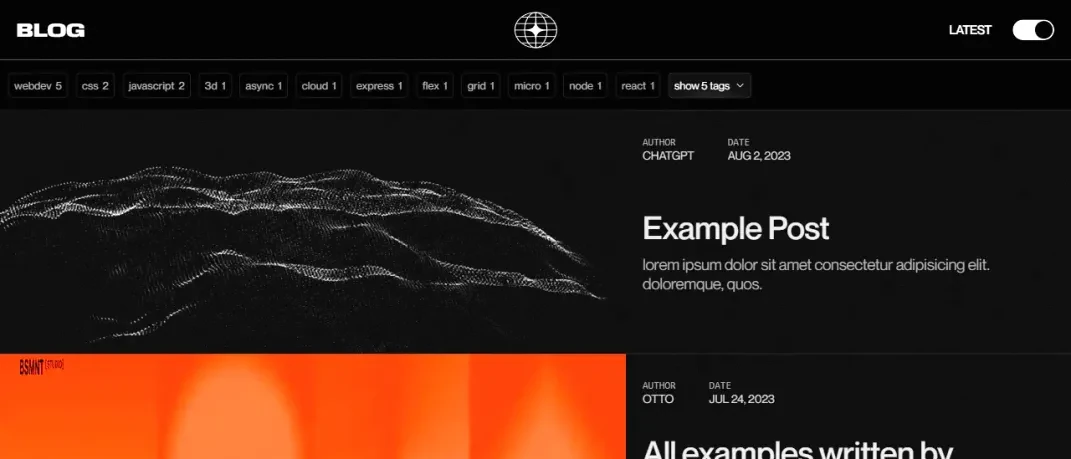 BLOG
LATEST
webdev 5 css 2 javascript 2 3d 1 async 1 cloud 1 express 1 flex 1 grid 1 micro 1 node 1 react 1 show 5 tags
AUTHOR DATE
CHATGPT AUG 2, 2023
Example Post
lorem ipsum dolor sit amet consectetur adipisicing elit.
doloremque, quos.
BSMNT [STUDIO]
AUTHOR DATE
OTTO JUL 24, 2023
All examples written by